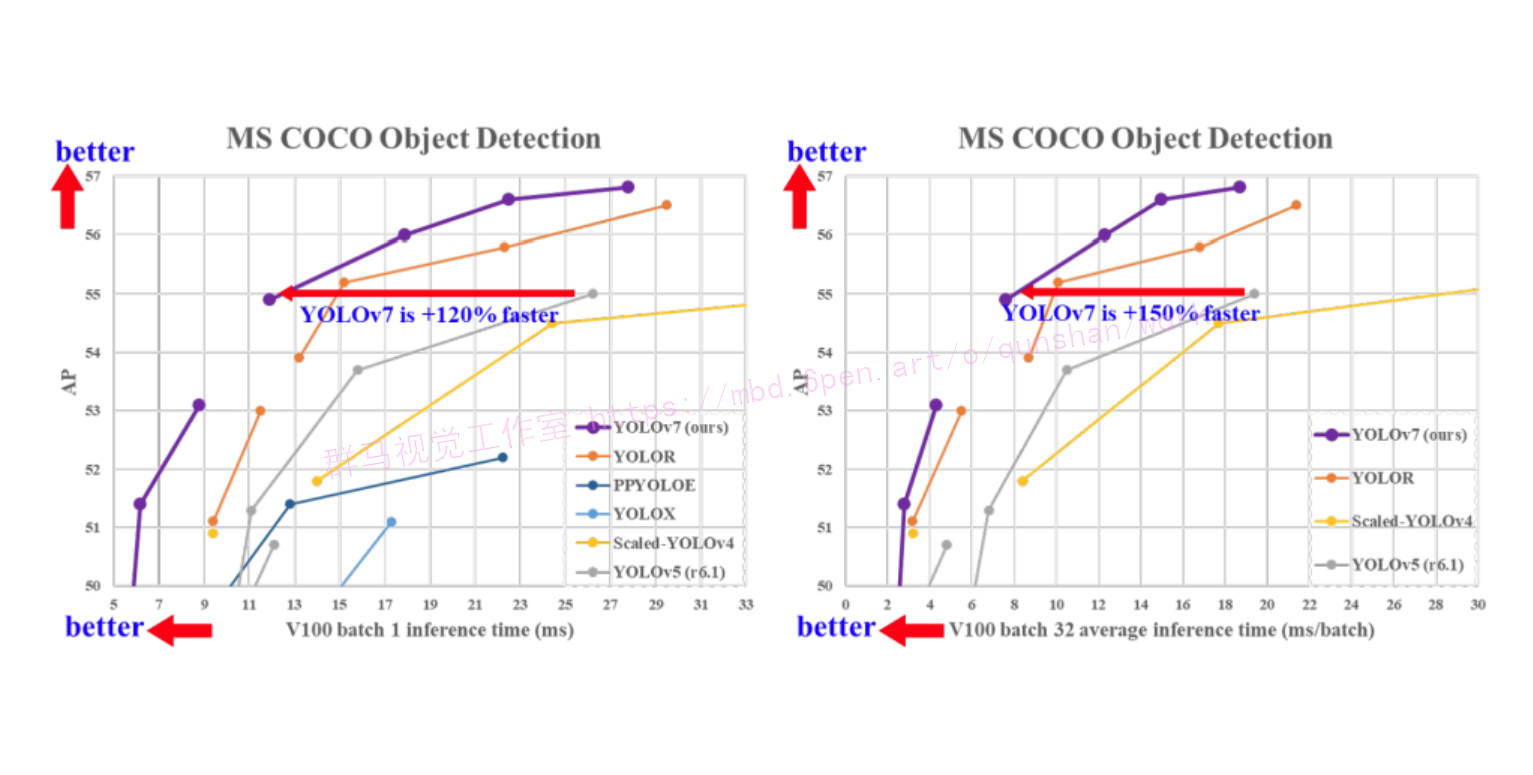 MS COCO Object Detection
better
57
56
55
54
53
52
51
50
AP
YOLOv7 is +120% faster
YOLOv7 (ours)
YOLOR
PPYOLOE
YOLOX
Scaled-YOLOv4
YOLOv5 (r6.1)
5 7 9 11 13 15 17 19 21 23 25 27 29 31 33
better
V100 batch 1 inference time (ms)
MS COCO Object Detection
better
57
56
55
54
53
52
51
50
AP
YOLOv7 is +150% faster
YOLOv7 (ours)
YOLOR
Scaled-YOLOv4
YOLOv5 (r6.1)
0 2 4 6 8 10 12 14 16 18 20 22 24 26 28 30
better
V100 batch 32 average inference time (ms/batch)
群马视觉工作室